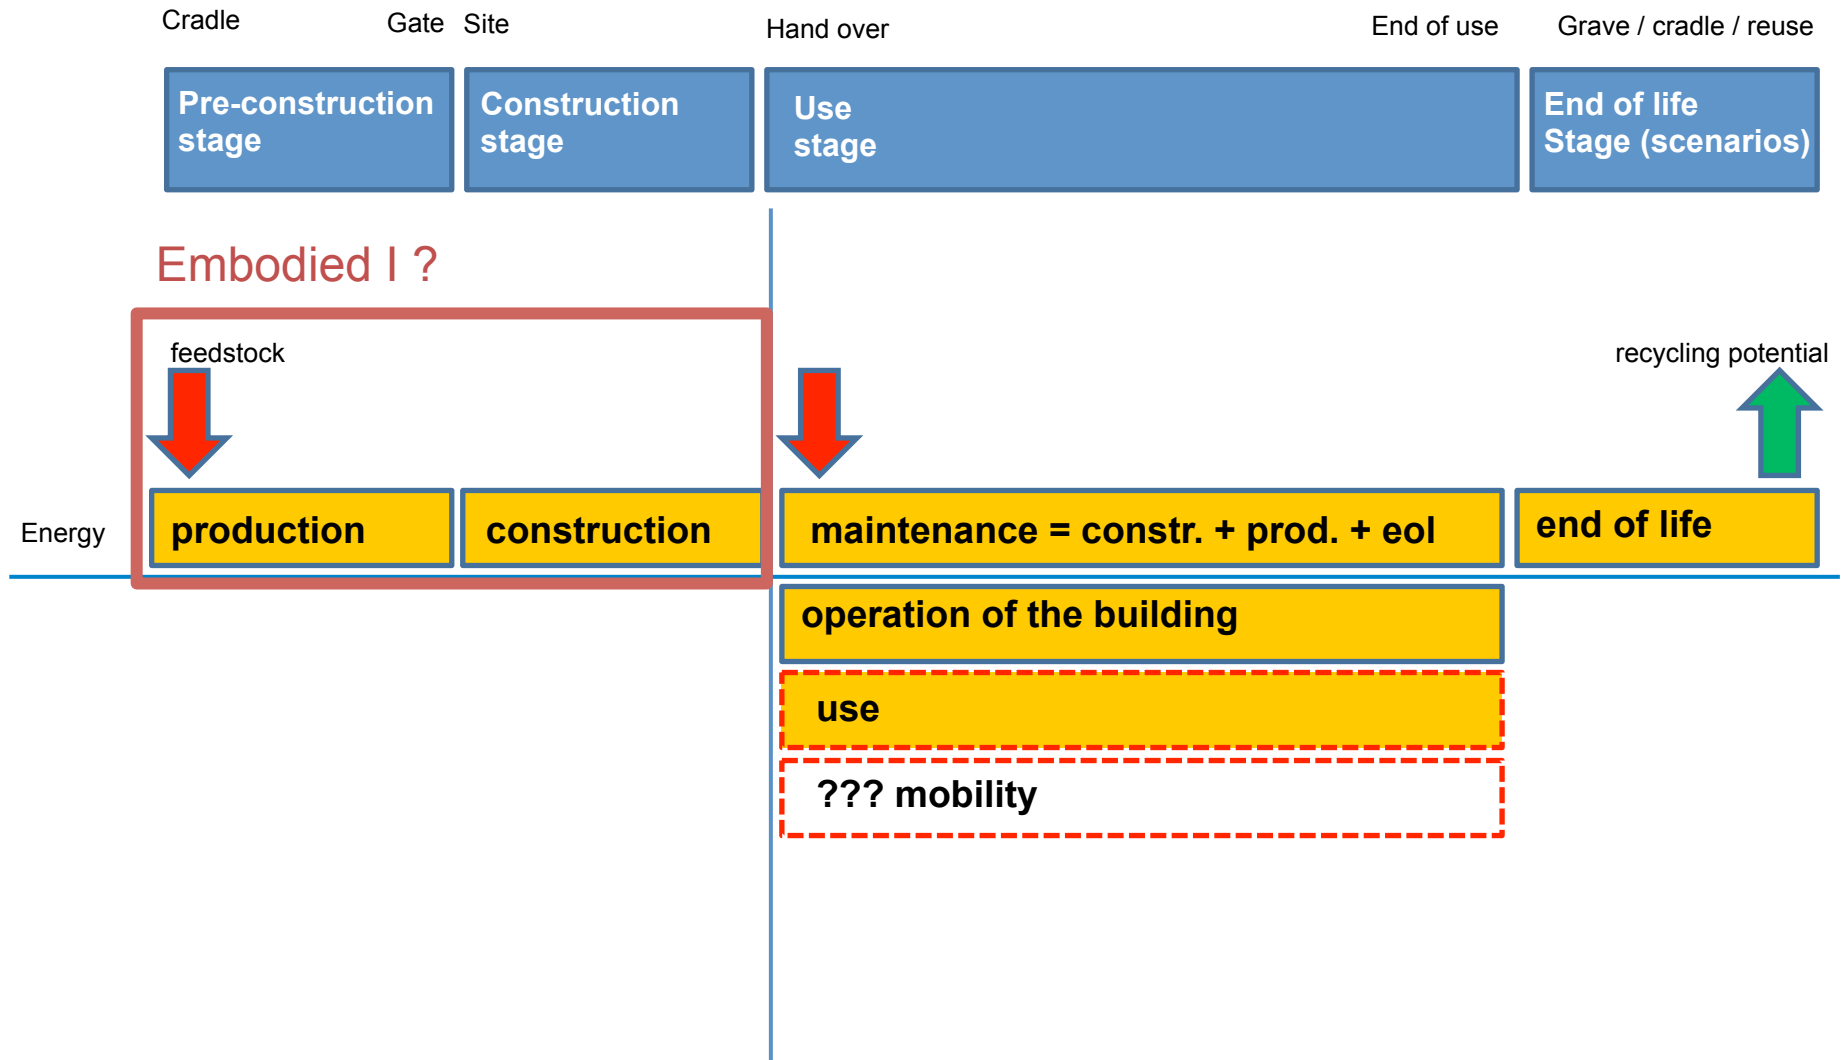 Cradle
Gate
Site
Hand over
End of use
Grave / cradle / reuse
Pre-construction
stage
Construction
stage
Use
stage
End of life
Stage (scenarios)
Embodied I ?
feedstock
recycling potential
Energy
production
construction
maintenance = constr. + prod. + eol
end of life
operation of the building
use
??? mobility